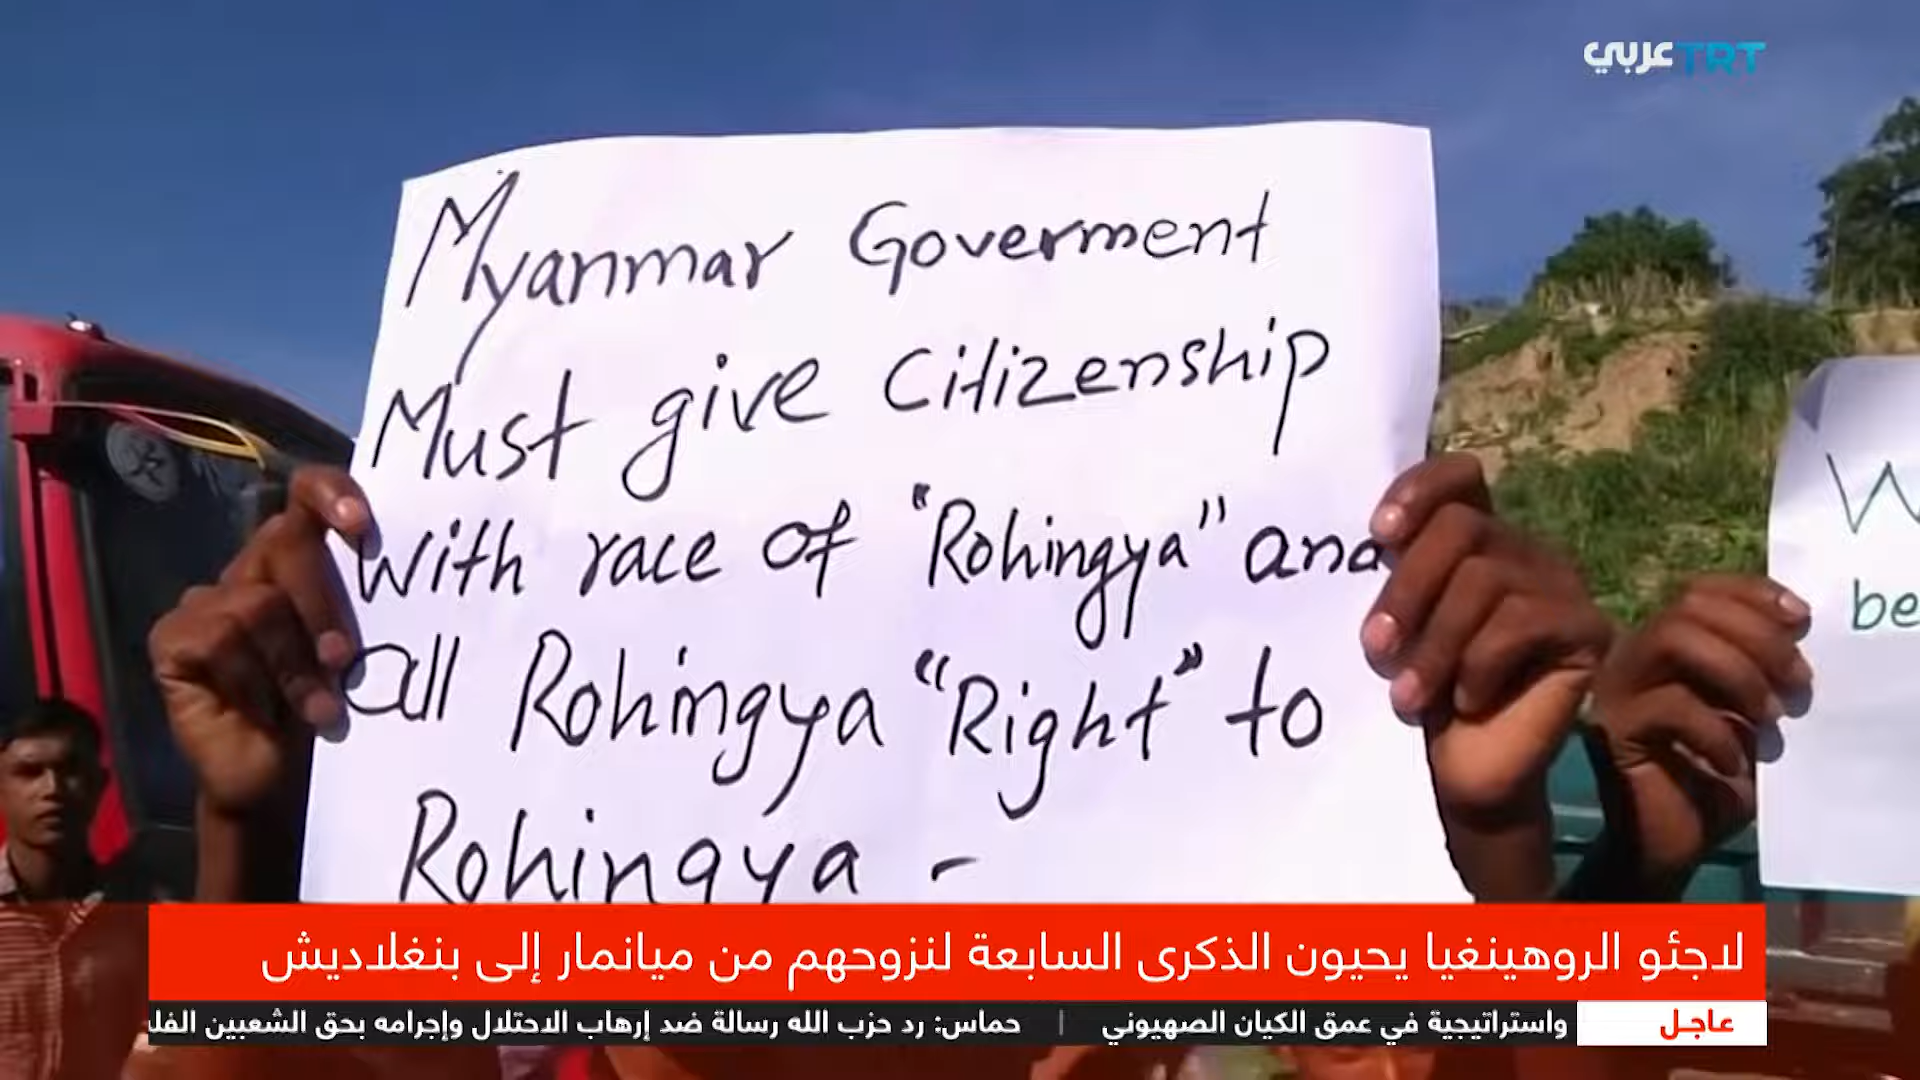 TRT عربي
Myanmar Goverment
Must give Citizenship
with race of "Rohingya" and
all Rohingya "Right" to
Rohingya -
W
be
لاجئو الروهينغيا يحيون الذكرى السابعة لنزوحهم من ميانمار إلى بنغلاديش
عاجل
واستراتيجية في عمق الكيان الصهيوني | حماس: رد حزب الله رسالة ضد إرهاب الاحتلال وإجرامه بحق الشعبين الفل